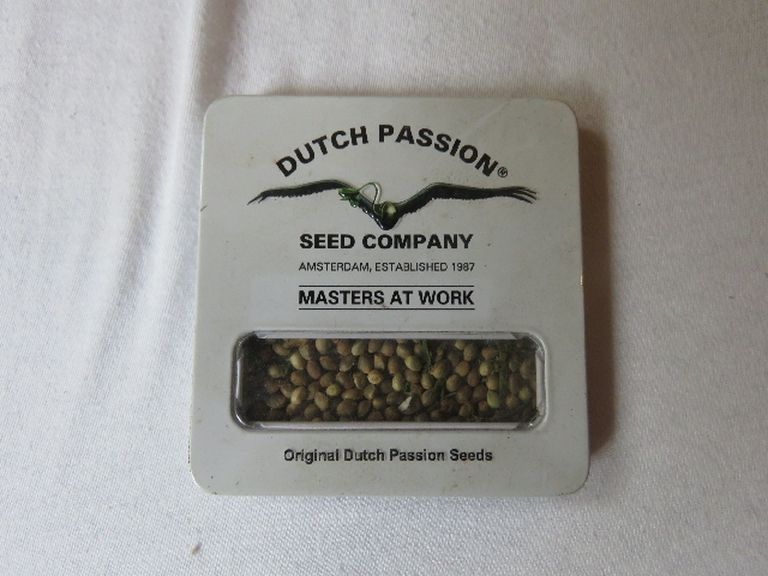 DUTCH PASSION®
SEED COMPANY
AMSTERDAM, ESTABLISHED 1987
MASTERS AT WORK
Original Dutch Passion Seeds